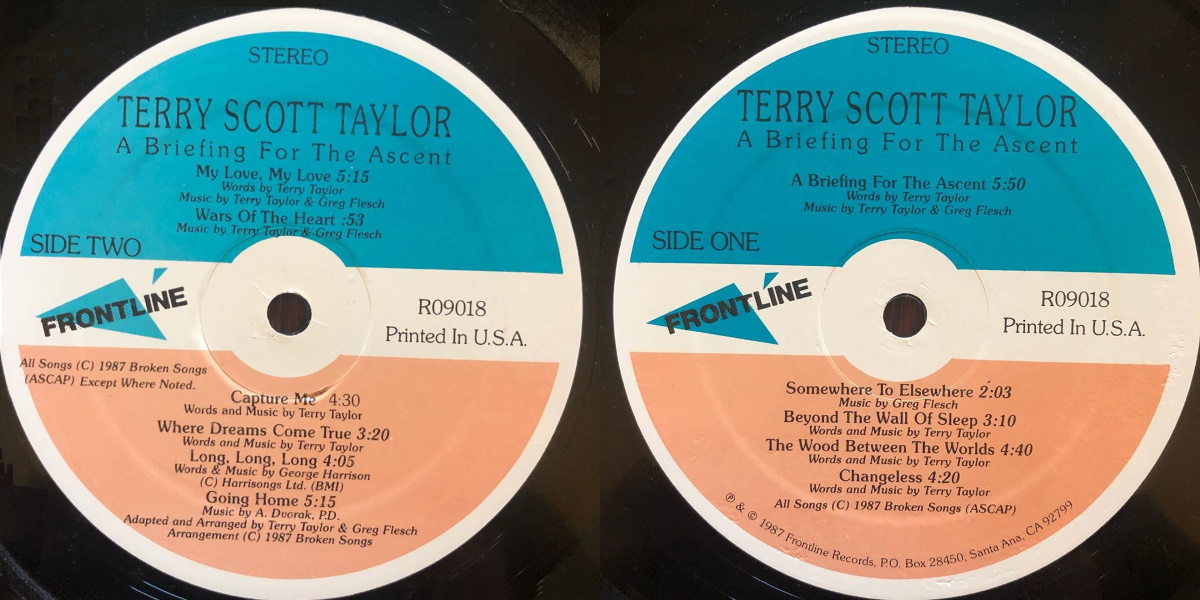 STEREO
TERRY SCOTT TAYLOR
A Briefing For The Ascent
My Love, My Love 5:15
Words by Terry Taylor
Music by Terry Taylor & Greg Flesch
Wars Of The Heart :53
Music by Terry Taylor & Greg Flesch
SIDE TWO
FRONTLINE
R09018
Printed In U.S.A.
All Songs (C) 1987 Broken Songs
(ASCAP) Except Where Noted.
Capture Me 4:30
Words and Music by Terry Taylor
Where Dreams Come True 3:20
Words and Music by Terry Taylor
Long, Long, Long 4:05
Words & Music by George Harrison
(C) Harrisongs Ltd. (BMI)
Going Home 5:15
Music by A. Dvorak, P.D.
Adapted and Arranged by Terry Taylor & Greg Flesch
Arrangement (C) 1987 Broken Songs
STEREO
TERRY SCOTT TAYLOR
A Briefing For The Ascent
A Briefing For The Ascent 5:50
Words by Terry Taylor
Music by Terry Taylor & Greg Flesch
SIDE ONE
FRONTLINE
R09018
Printed In U.S.A.
Somewhere To Elsewhere 2:03
Music by Greg Flesch
Beyond The Wall Of Sleep 3:10
Words and Music by Terry Taylor
The Wood Between The Worlds 4:40
Words and Music by Terry Taylor
Changeless 4:20
Words and Music by Terry Taylor
All Songs (C) 1987 Broken Songs (ASCAP)
℗ & © 1987 Frontline Records, P.O. Box 28450, Santa Ana, CA 92799